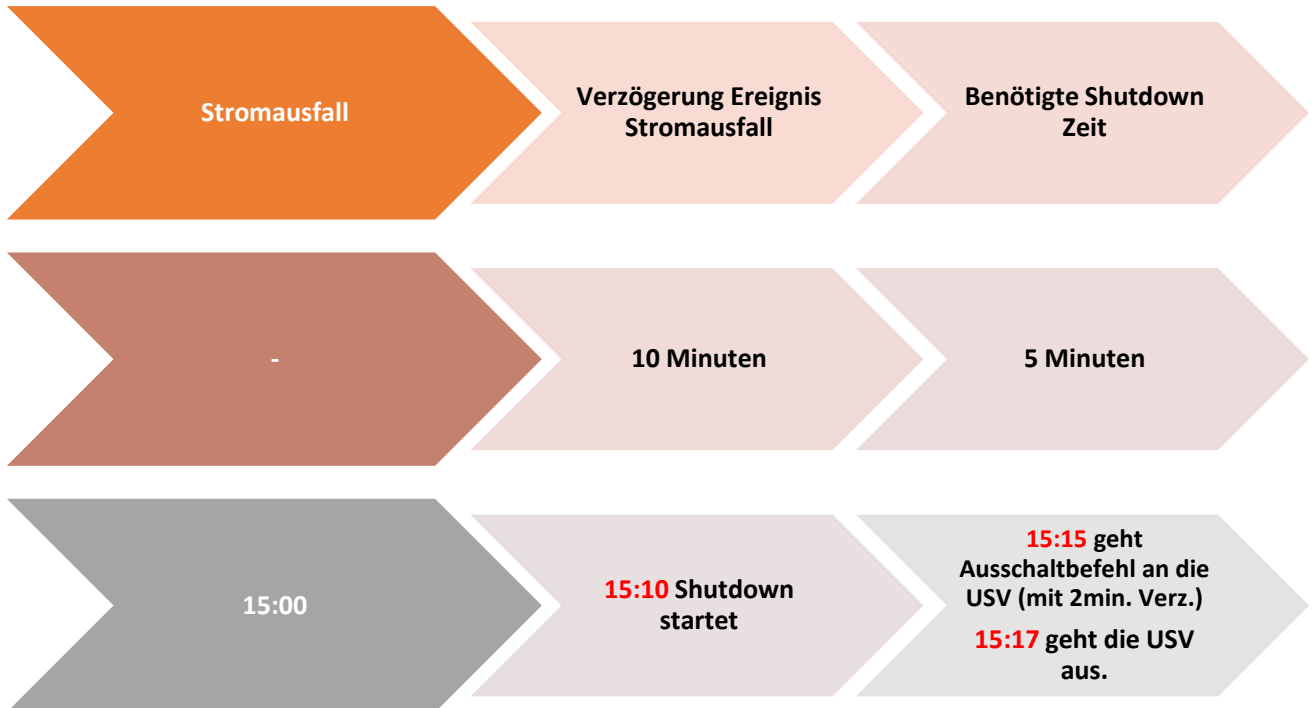 Stromausfall
Verzögerung Ereignis
Stromausfall
Benötigte Shutdown
Zeit
-
10 Minuten
5 Minuten
15:00
15:10 Shutdown
startet
15:15 geht
Ausschaltbefehl an die
USV (mit 2min. Verz.)
15:17 geht die USV
aus.